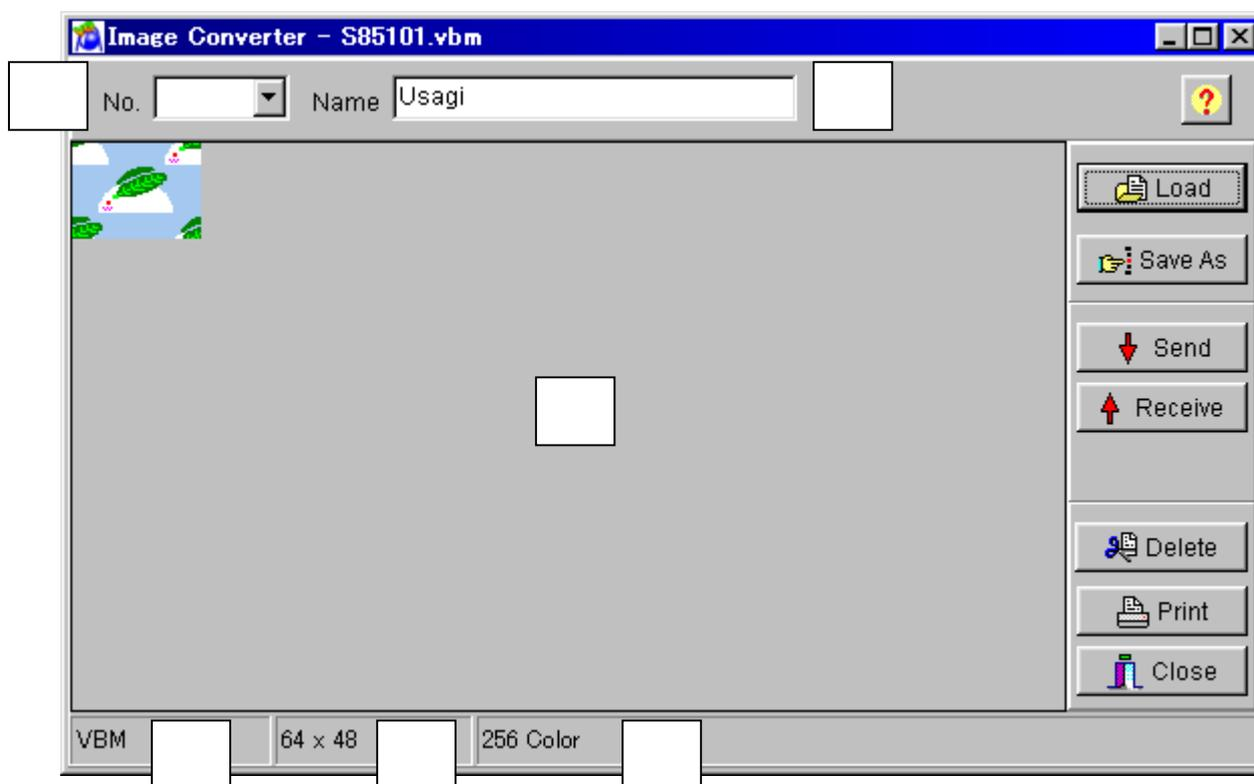 Image Converter - S85101.vbm
No. Name Usagi ?
Load
Save As
Send
Receive
Delete
Print
Close
VBM 64 x 48 256 Color